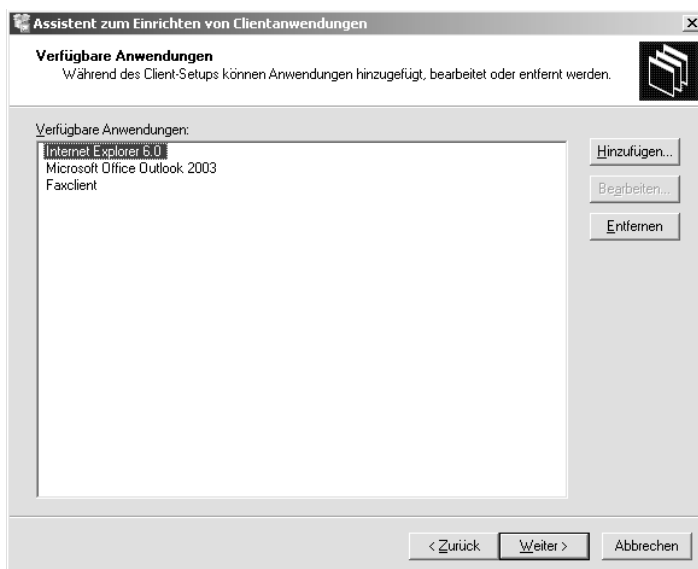 Assistent zum Einrichten von Clientanwendungen
Verfügbare Anwendungen
Während des Client-Setups können Anwendungen hinzugefügt, bearbeitet oder entfernt werden.
Verfügbare Anwendungen:
Internet Explorer 6.0
Microsoft Office Outlook 2003
Faxclient
Hinzufügen...
Bearbeiten...
Entfernen
< Zurück
Weiter >
Abbrechen